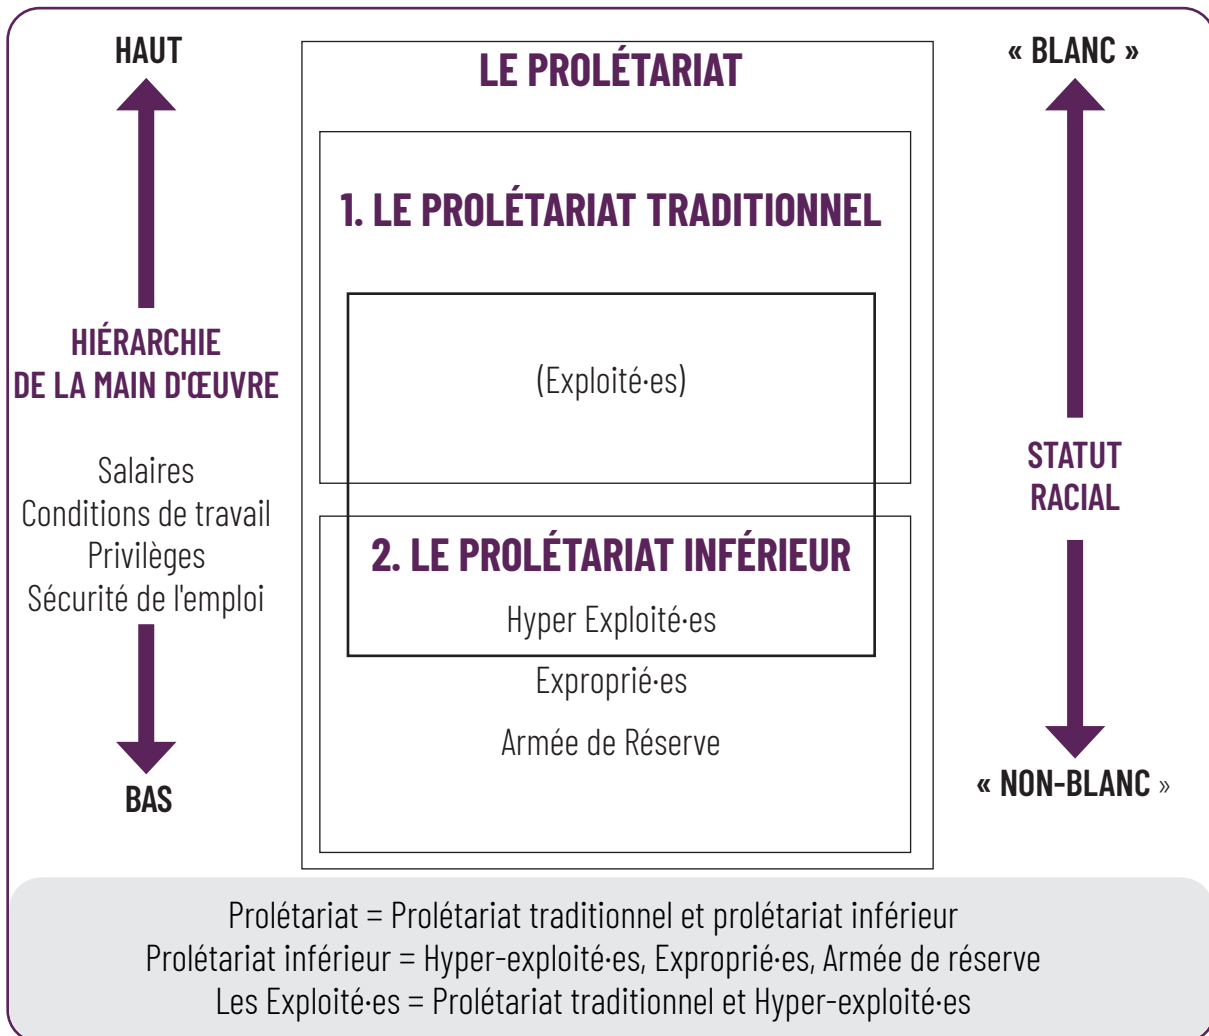 HAUT
HIÉRARCHIE
DE LA MAIN D'ŒUVRE
Salaires
Conditions de travail
Privilèges
Sécurité de l'emploi
BAS
LE PROLÉTARIAT
1. LE PROLÉTARIAT TRADITIONNEL
(Exploité·es)
2. LE PROLÉTARIAT INFÉRIEUR
Hyper Exploité·es
Exproprié·es
Armée de Réserve
« BLANC »
STATUT
RACIAL
« NON-BLANC »
Prolétariat = Prolétariat traditionnel et prolétariat inférieur
Prolétariat inférieur = Hyper-exploité·es, Exproprié·es, Armée de réserve
Les Exploité·es = Prolétariat traditionnel et Hyper-exploité·es